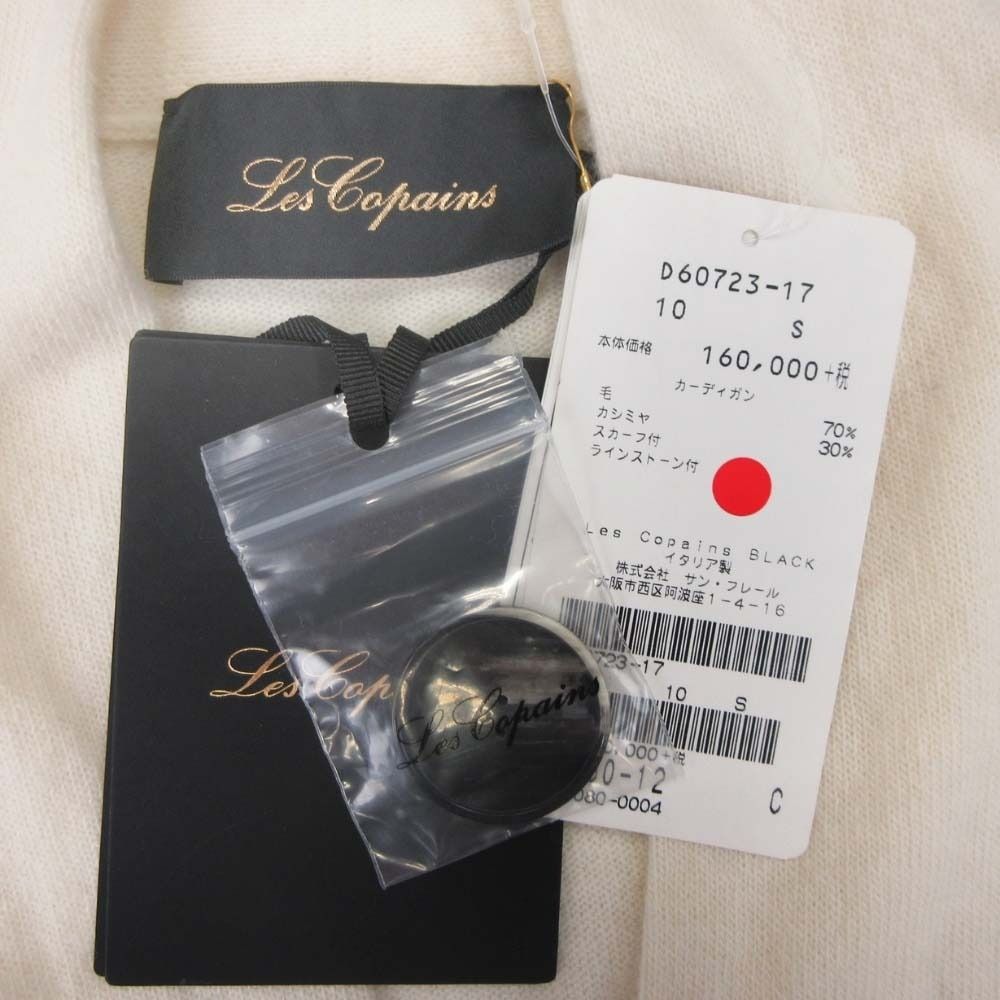 Les Copains
D60723-17
10 S
本体価格 160,000+税
カーディガン
毛 70%
カシミヤ 30%
スカーフ付
ラインストーン付
Les Copains BLACK
イタリア製
株式会社 サン・フレール
大阪市西区阿波座1-4-16
723-17
10 S
,000+税
0-12
C
080-0004
Les Cop
Les Copains